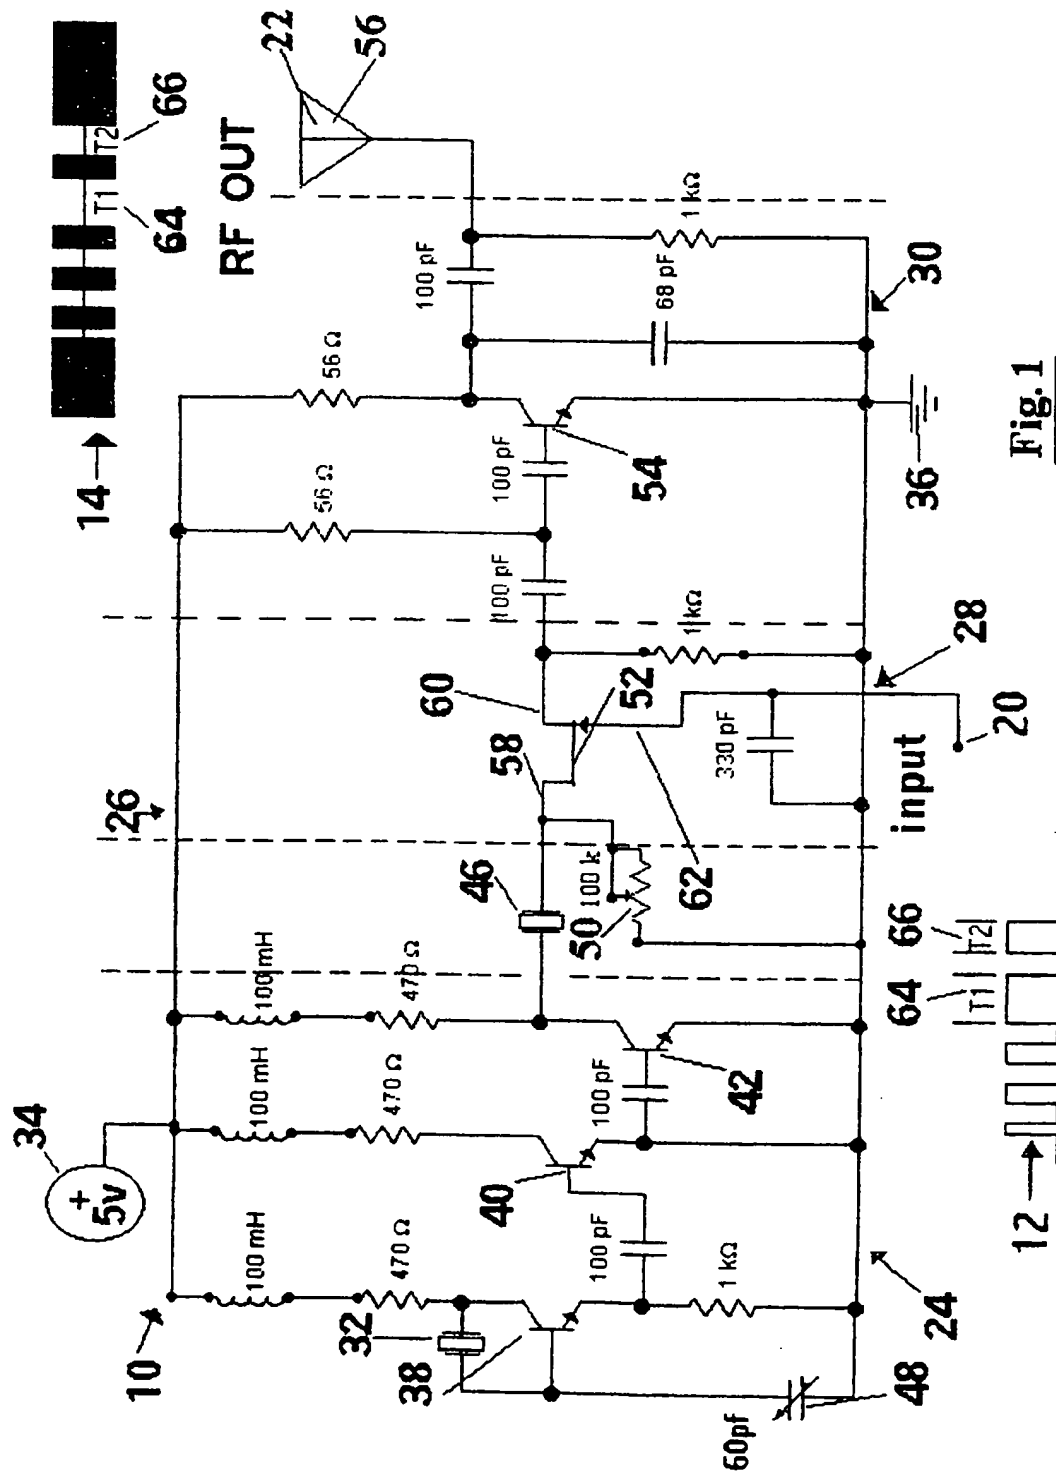 14
T1
T2
64
66
RF OUT
22
56
34
+
5v
10
26
100 mH
100 mH
100 mH
470 Ω
470 Ω
470 Ω
56 Ω
56 Ω
32
38
40
46
58
60
100 pF
100 pF
100 pF
100 pF
100 pF
54
52
100 k
50
42
62
1 kΩ
1 kΩ
1 kΩ
68 pF
330 pF
60pf
48
24
input
20
28
36
30
12
T1
T2
64
66
Fig. 1